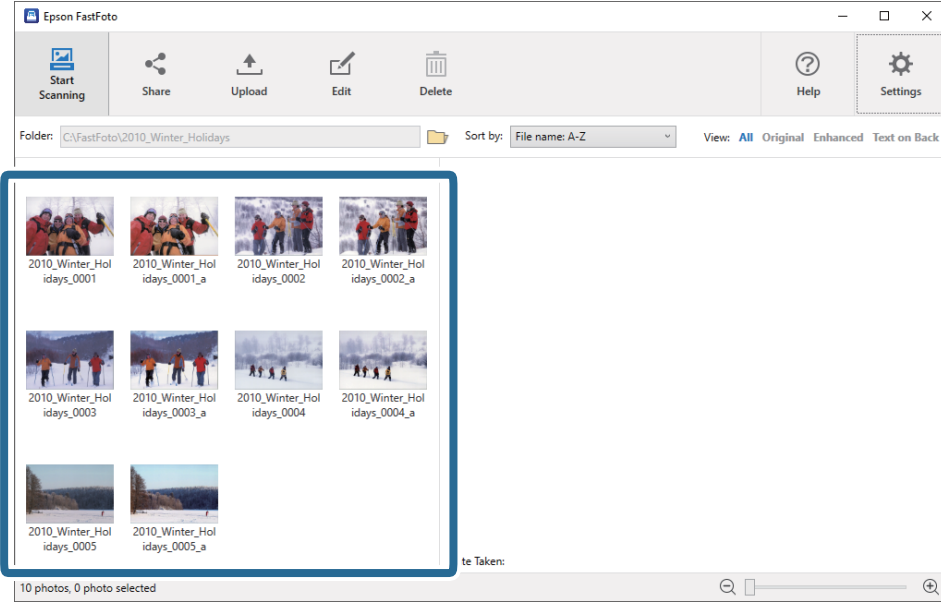 Epson FastFoto
Start
Scanning
Share
Upload
Edit
Delete
Help
Settings
Folder: C:\FastFoto\2010_Winter_Holidays
Sort by: File name: A-Z
View: All Original Enhanced Text on Back
2010_Winter_Hol
idays_0001
2010_Winter_Hol
idays_0001_a
2010_Winter_Hol
idays_0002
2010_Winter_Hol
idays_0002_a
2010_Winter_Hol
idays_0003
2010_Winter_Hol
idays_0003_a
2010_Winter_Hol
idays_0004
2010_Winter_Hol
idays_0004_a
2010_Winter_Hol
idays_0005
2010_Winter_Hol
idays_0005_a
te Taken:
10 photos, 0 photo selected